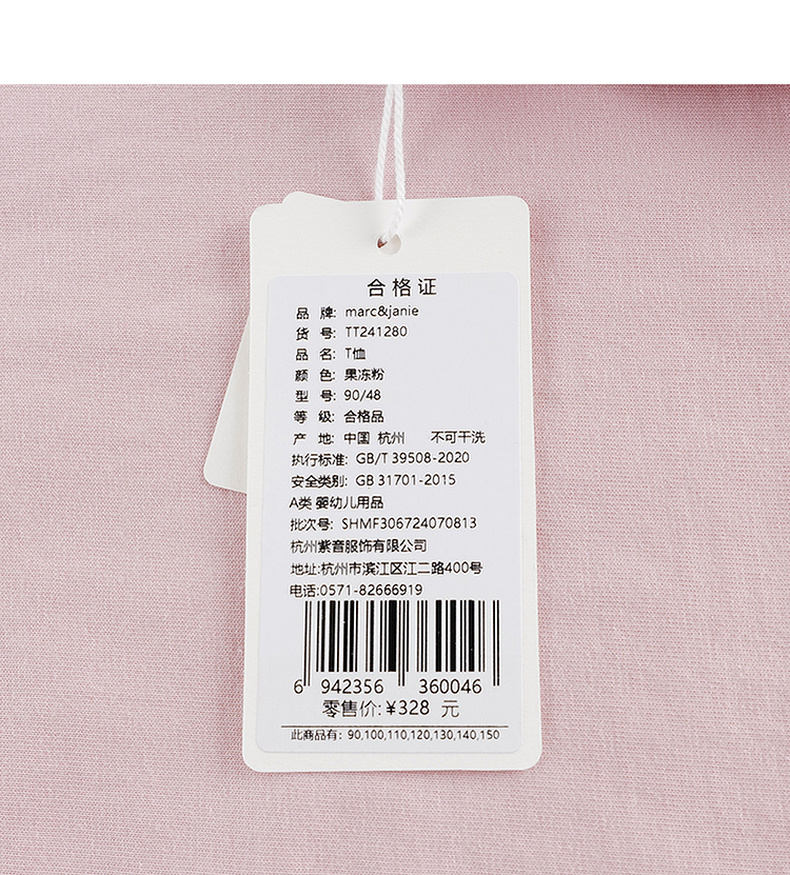 合格证
品 牌: marc&janie
货 号: TT241280
品 名: T恤
颜 色: 果冻粉
型 号: 90/48
等 级: 合格品
产 地: 中国 杭州 不可干洗
执行标准: GB/T 39508-2020
安全类别: GB 31701-2015
A类 婴幼儿用品
批次号: SHMF306724070813
杭州紫音服饰有限公司
地址:杭州市滨江区江二路400号
电话:0571-82666919
6 942356 360046
零售价:¥328 元
此商品有: 90,100,110,120,130,140,150